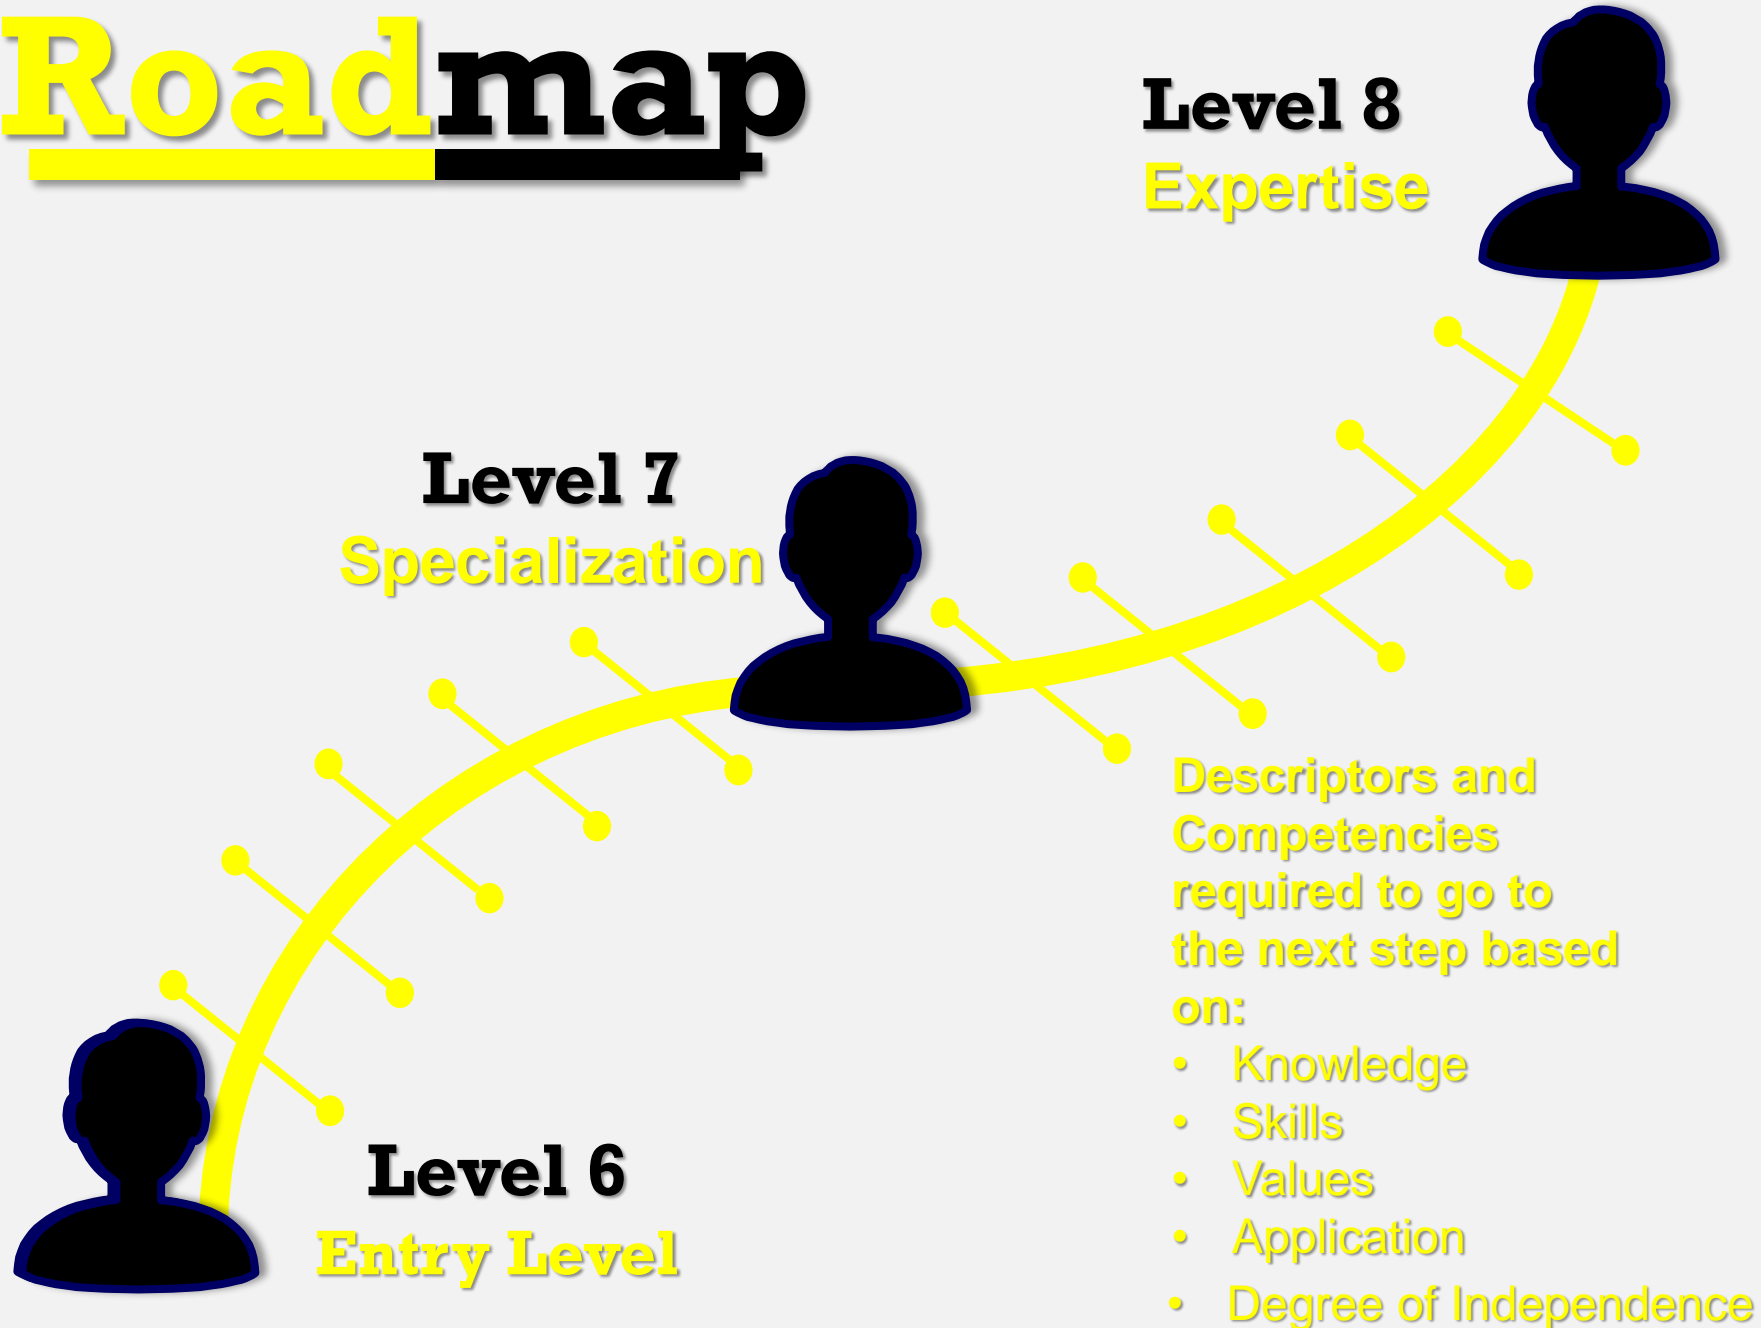 Roadmap
Level 8
Expertise
Level 7
Specialization
Level 6
Entry Level
Descriptors and
Competencies
required to go to
the next step based
on:
• Knowledge
• Skills
• Values
• Application
• Degree of Independence